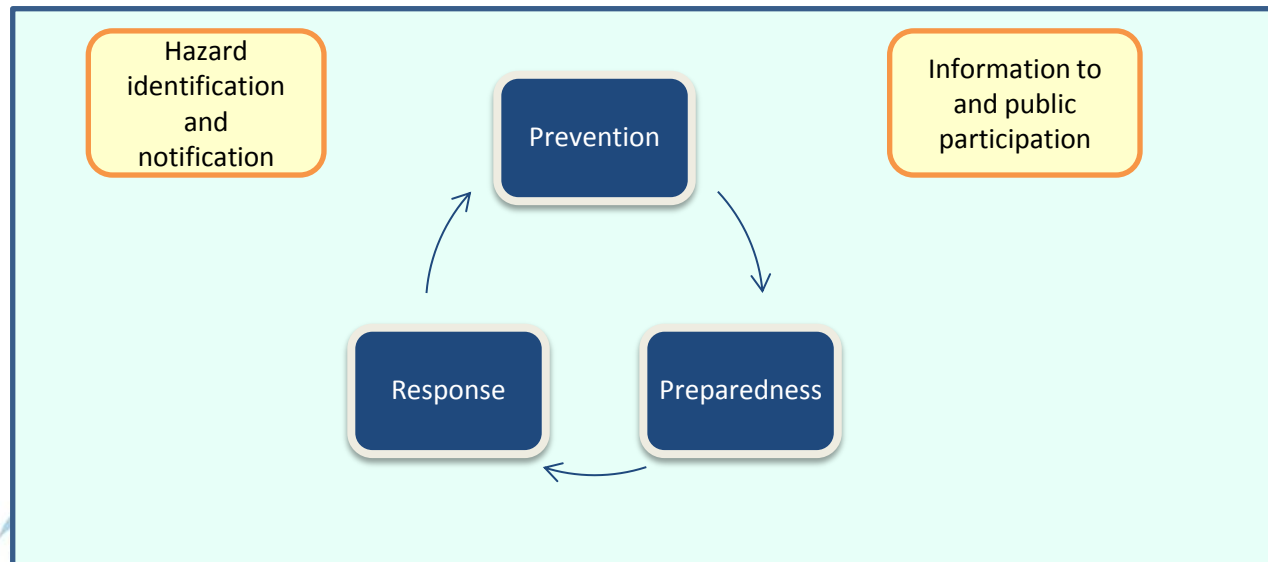 Hazard
identification
and
notification
Information to
and public
participation
Prevention
Response
Preparedness